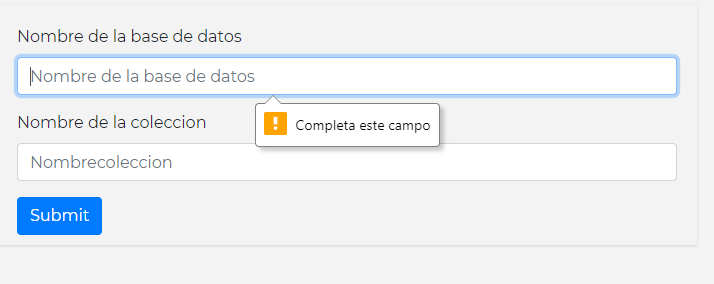 Nombre de la base de datos
Nombre de la base de datos
Completa este campo
Nombre de la coleccion
Nombrecoleccion
Submit